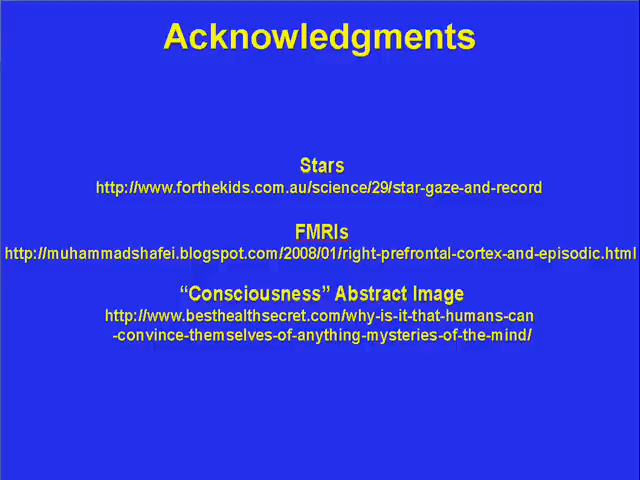 Acknowledgments
Stars
http://www.forthekids.com.au/science/29/star-gaze-and-record
FMRIs
http://muhammadshafei.blogspot.com/2008/01/right-prefrontal-cortex-and-episodic.html
“Consciousness” Abstract Image
http://www.besthealthsecret.com/why-is-it-that-humans-can
-convince-themselves-of-anything-mysteries-of-the-mind/